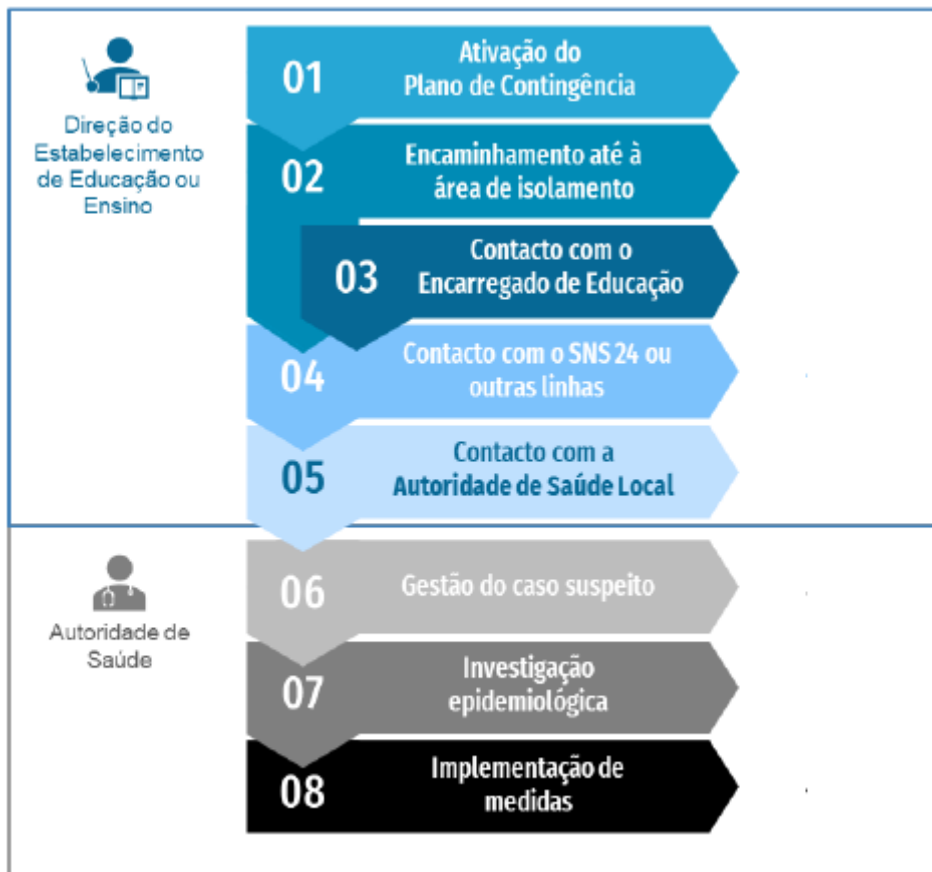 Direção do
Estabelecimento
de Educação ou
Ensino
01
Ativação do
Plano de Contingência
02
Encaminhamento até à
área de isolamento
03
Contacto com o
Encarregado de Educação
04
Contacto com o SNS 24 ou
outras linhas
05
Contacto com a
Autoridade de Saúde Local
Autoridade de
Saúde
06
Gestão do caso suspeito
07
Investigação
epidemiológica
08
Implementação de
medidas